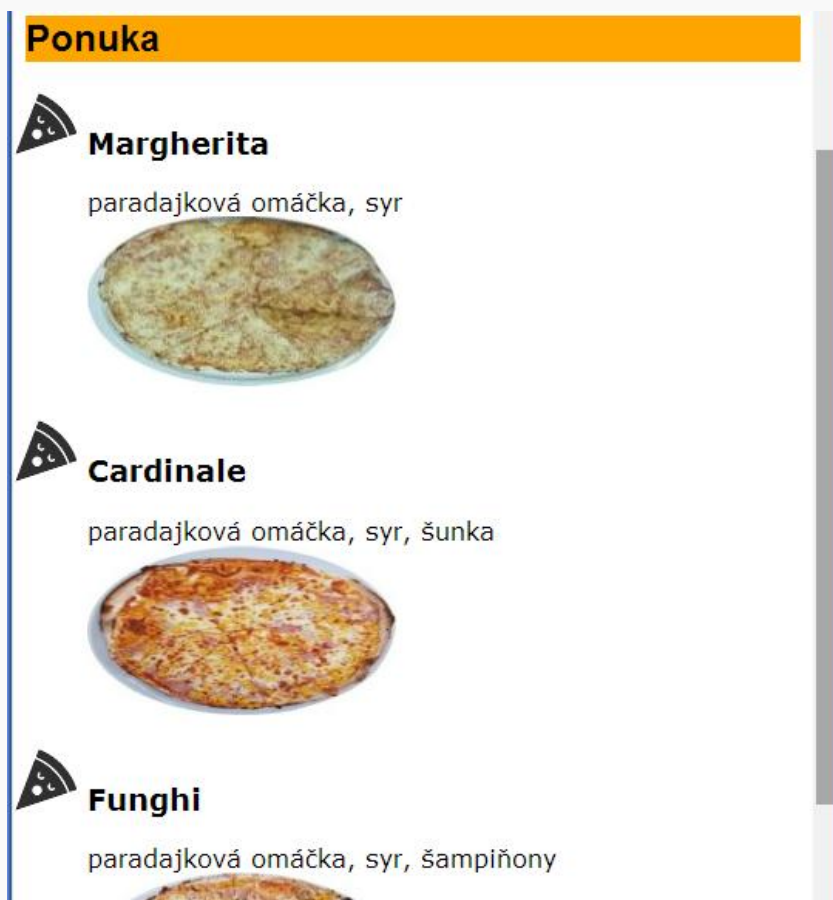 Ponuka
Margherita
paradajková omáčka, syr
Cardinale
paradajková omáčka, syr, šunka
Funghi
paradajková omáčka, syr, šampiňony